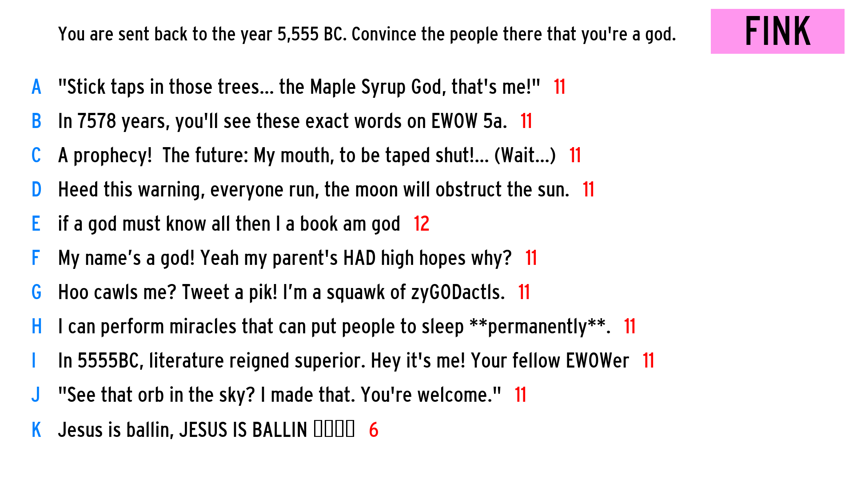 You are sent back to the year 5,555 BC. Convince the people there that you're a god.
FINK
A "Stick taps in those trees... the Maple Syrup God, that's me!" 11
B In 7578 years, you'll see these exact words on EWOW 5a. 11
C A prophecy!  The future: My mouth, to be taped shut!... (Wait...) 11
D Heed this warning, everyone run, the moon will obstruct the sun. 11
E if a god must know all then I a book am god 12
F My name’s a god! Yeah my parent's HAD high hopes why? 11
G Hoo cawls me? Tweet a pik! I’m a squawk of zyGODactls. 11
H I can perform miracles that can put people to sleep **permanently**. 11
I In 5555BC, literature reigned superior. Hey it's me! Your fellow EWOWer 11
J "See that orb in the sky? I made that. You're welcome." 11
K Jesus is ballin, JESUS IS BALLIN 6